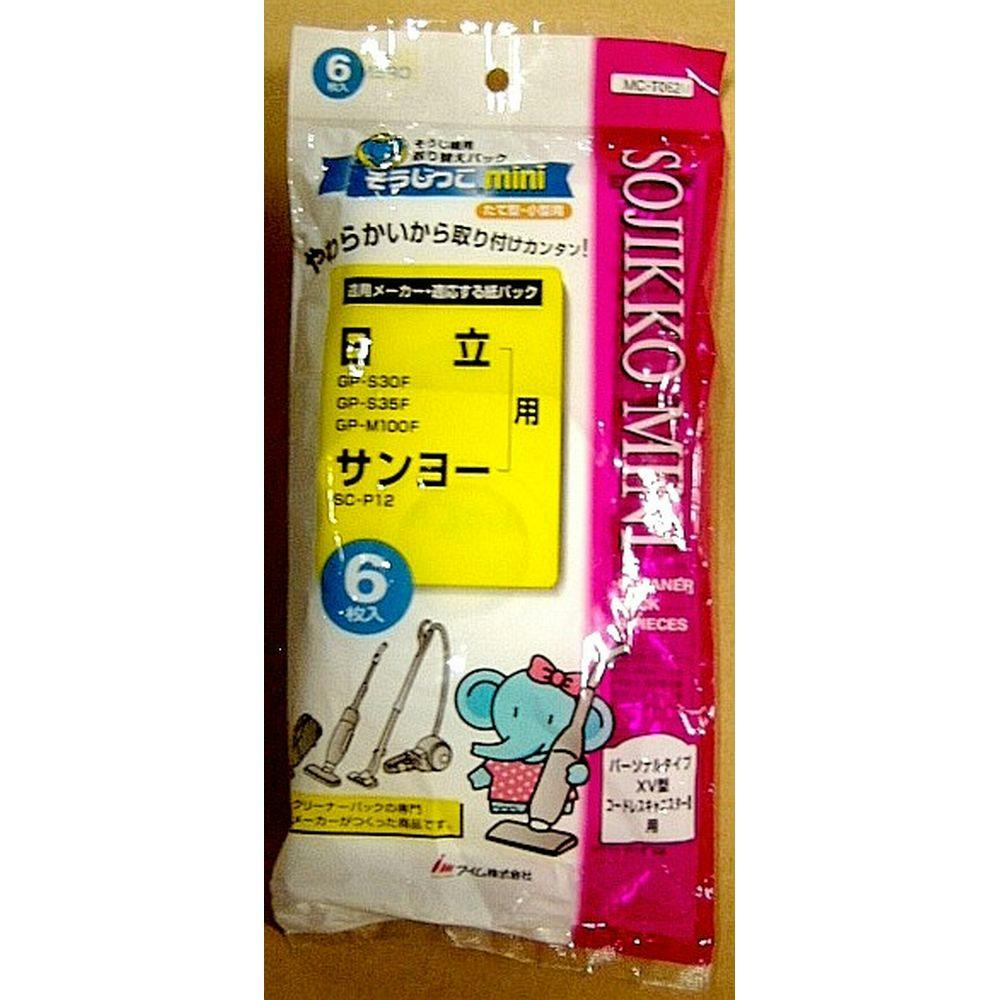 6
枚入
MC-T062
そうじ機用
取り替えパック
そうじっこ mini
たて型・小型用
やわらかいから取り付けカンタン!
適用メーカー・適応する紙パック
日 立
GP-S30F
GP-S35F
GP-M100F
用
サンヨー
SC-P12
6
枚入
クリーナーパックの専門
メーカーがつくった商品です。
アイム株式会社
SOJIKKO MINI
パーソナルタイプ
XV型
コードレスキャニスター
用